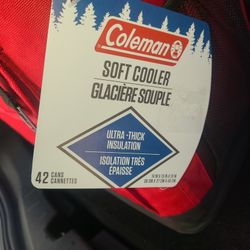 Coleman
SOFT COOLER
GLACIÈRE SOUPLE
ULTRA-THICK
INSULATION
ISOLATION TRÈS
ÉPAISSE
42 CANS
CANNETTES